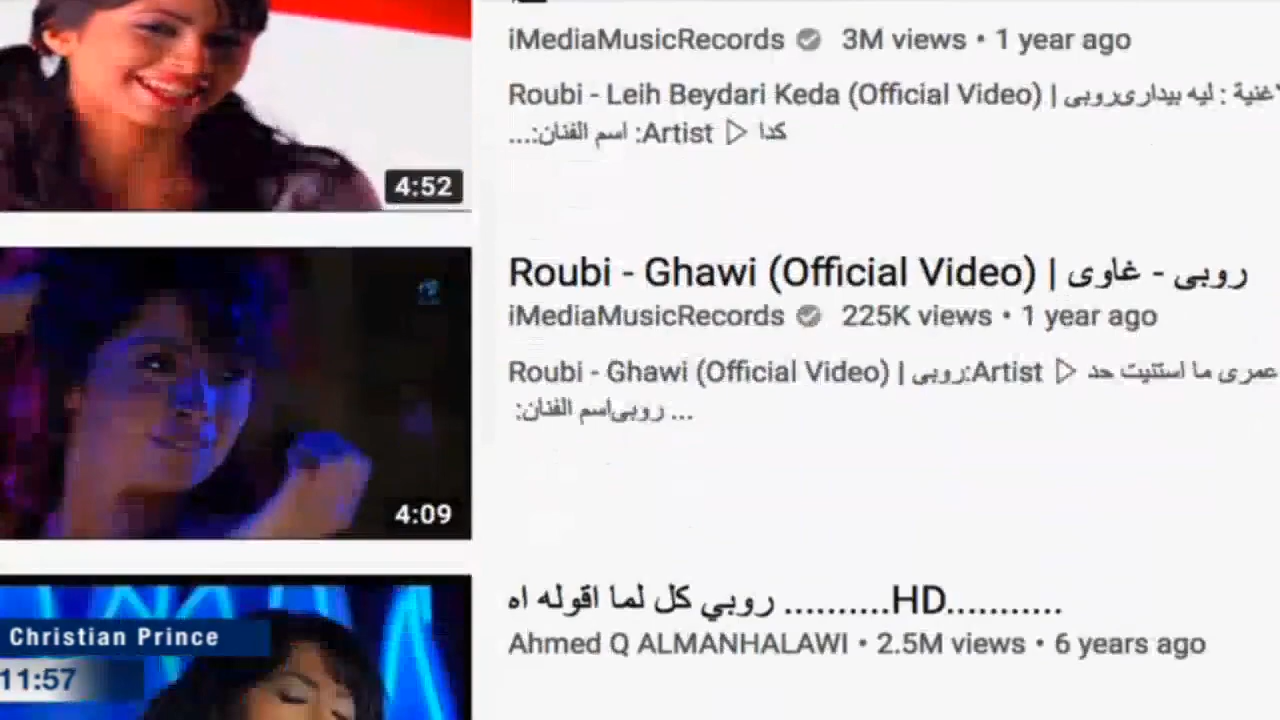 iMediaMusicRecords 3M views • 1 year ago
Roubi - Leih Beydari Keda (Official Video) | روبى‎ليه بيدارى : لاغنية
...:اسم الفنان :Artist ▷ كدا
4:52
Roubi - Ghawi (Official Video) | روبى - غاوى
iMediaMusicRecords 225K views • 1 year ago
Roubi - Ghawi (Official Video) | روبى:Artist ▷ عمرى ما استنيت حد
:روبى‎اسم الفنان ...
4:09
روبي كل لما اقوله اه ..........HD...........
Ahmed Q ALMANHALAWI • 2.5M views • 6 years ago
Christian Prince
11:57